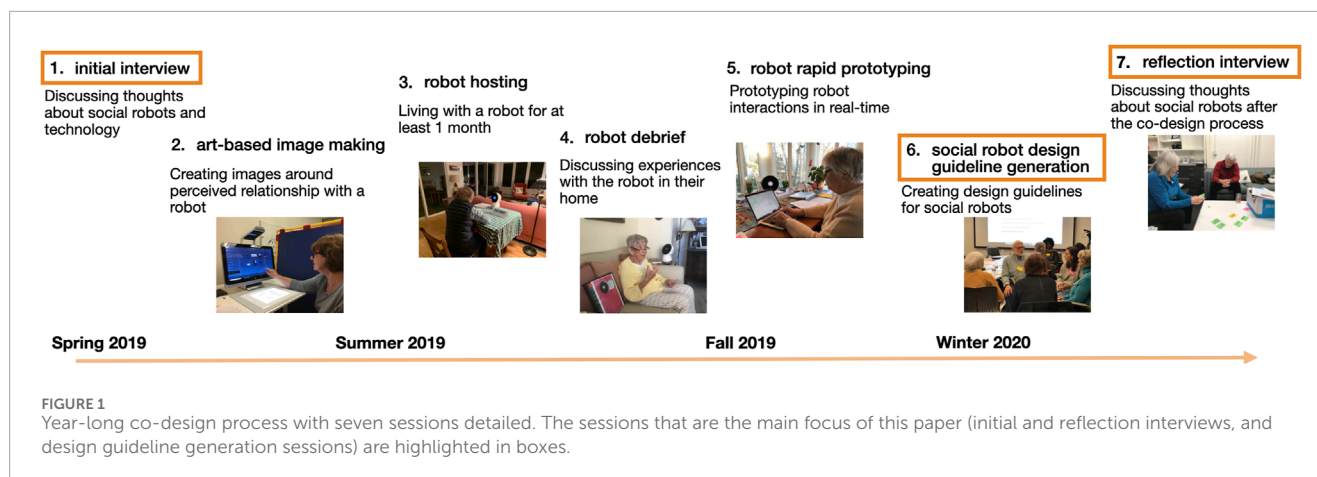 1. initial interview
Discussing thoughts
about social robots and
technology
2. art-based image making
Creating images around
perceived relationship with a
robot
3. robot hosting
Living with a robot for at
least 1 month
4. robot debrief
Discussing experiences
with the robot in their
home
5. robot rapid prototyping
Prototyping robot
interactions in real-time
6. social robot design
guideline generation
Creating design guidelines
for social robots
7. reflection interview
Discussing thoughts
about social robots after
the co-design process
Spring 2019
Summer 2019
Fall 2019
Winter 2020
FIGURE 1
Year-long co-design process with seven sessions detailed. The sessions that are the main focus of this paper (initial and reflection interviews, and
design guideline generation sessions) are highlighted in boxes.